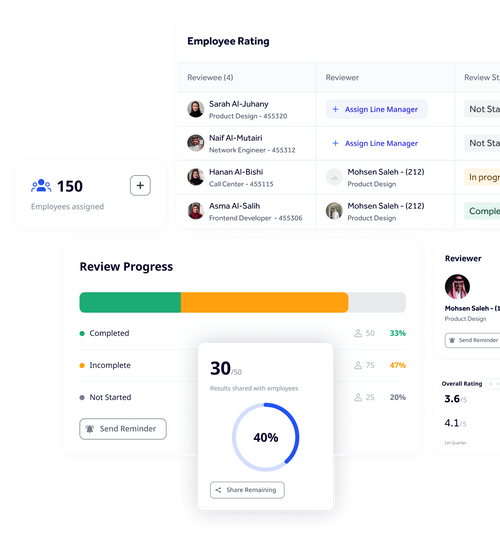 Employee Rating
Reviewee (4) Reviewer Review St
Sarah Al-Juhany
Product Design - 455320
+ Assign Line Manager
Not Sta
Naif Al-Mutairi
Network Engineer - 455312
+ Assign Line Manager
Not Sta
Hanan Al-Bishi
Call Center - 455115
Mohsen Saleh - (212)
Product Design
In progr
Asma Al-Salih
Frontend Developer - 455306
Mohsen Saleh - (212)
Product Design
Comple
150
+
Employees assigned
Review Progress
Completed 50 33%
Incomplete 75 47%
Not Started 25 20%
Send Reminder
30/50
Results shared with employees
40%
Share Remaining
Reviewer
Mohsen Saleh - (1
Product Design
Send Reminder
Overall Rating
3.6/5
4.1/5
1st Quarter